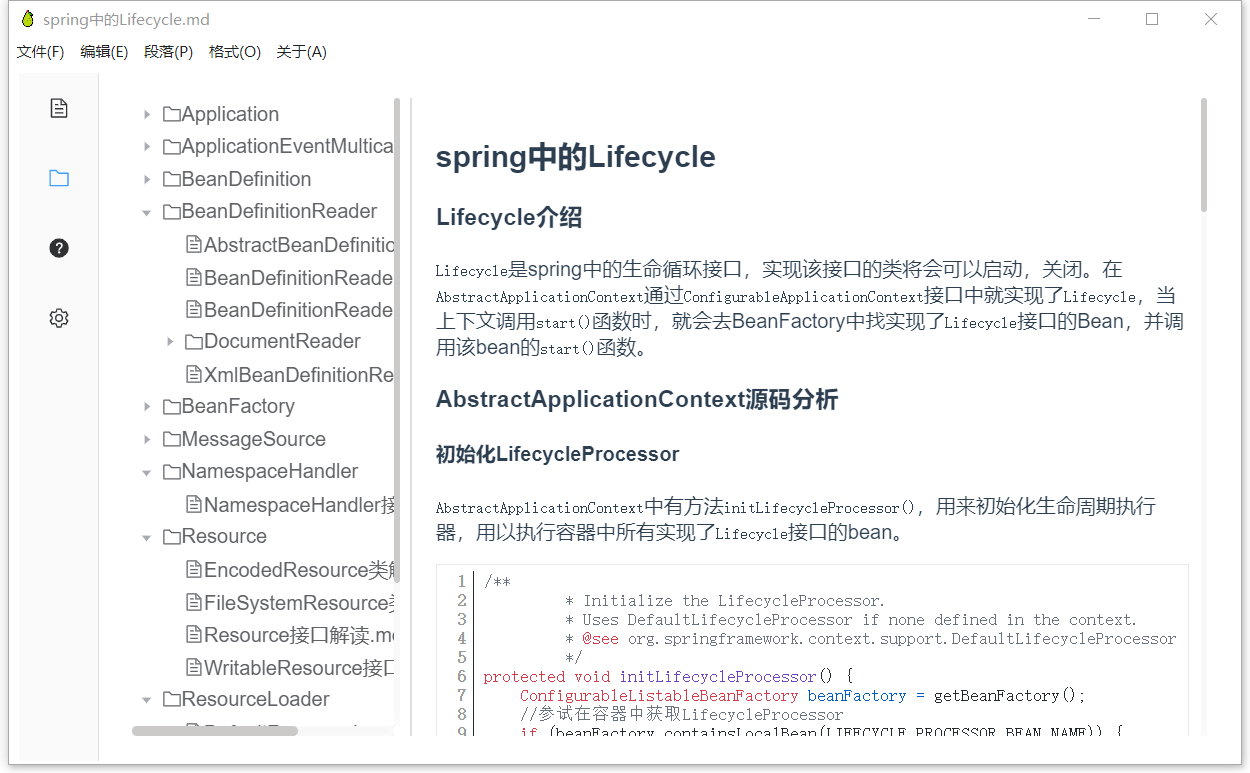 spring中的Lifecycle.md
文件(F) 编辑(E) 段落(P) 格式(O) 关于(A)
Application
ApplicationEventMultica
BeanDefinition
BeanDefinitionReader
AbstractBeanDefinitio
BeanDefinitionReade
BeanDefinitionReade
DocumentReader
XmlBeanDefinitionRe
BeanFactory
MessageSource
NamespaceHandler
NamespaceHandler接
Resource
EncodedResource类解
FileSystemResource类
Resource接口解读.m
WritableResource接口
ResourceLoader
spring中的Lifecycle
Lifecycle介绍
Lifecycle是spring中的生命循环接口，实现该接口的类将会可以启动，关闭。在
AbstractApplicationContext通过ConfigurableApplicationContext接口中就实现了Lifecycle，当
上下文调用start()函数时，就会去BeanFactory中找实现了Lifecycle接口的Bean，并调
用该bean的start()函数。
AbstractApplicationContext源码分析
初始化LifecycleProcessor
AbstractApplicationContext中有方法initLifecycleProcessor()，用来初始化生命周期执行
器，用以执行容器中所有实现了Lifecycle接口的bean。
1 /**
2 * Initialize the LifecycleProcessor.
3 * Uses DefaultLifecycleProcessor if none defined in the context.
4 * @see org.springframework.context.support.DefaultLifecycleProcessor
5 */
6 protected void initLifecycleProcessor() {
7 ConfigurableListableBeanFactory beanFactory = getBeanFactory();
8 //参试在容器中获取LifecycleProcessor
9 if (beanFactory.containsLocalBean(LIFECYCLE_PROCESSOR_BEAN_NAME)) {